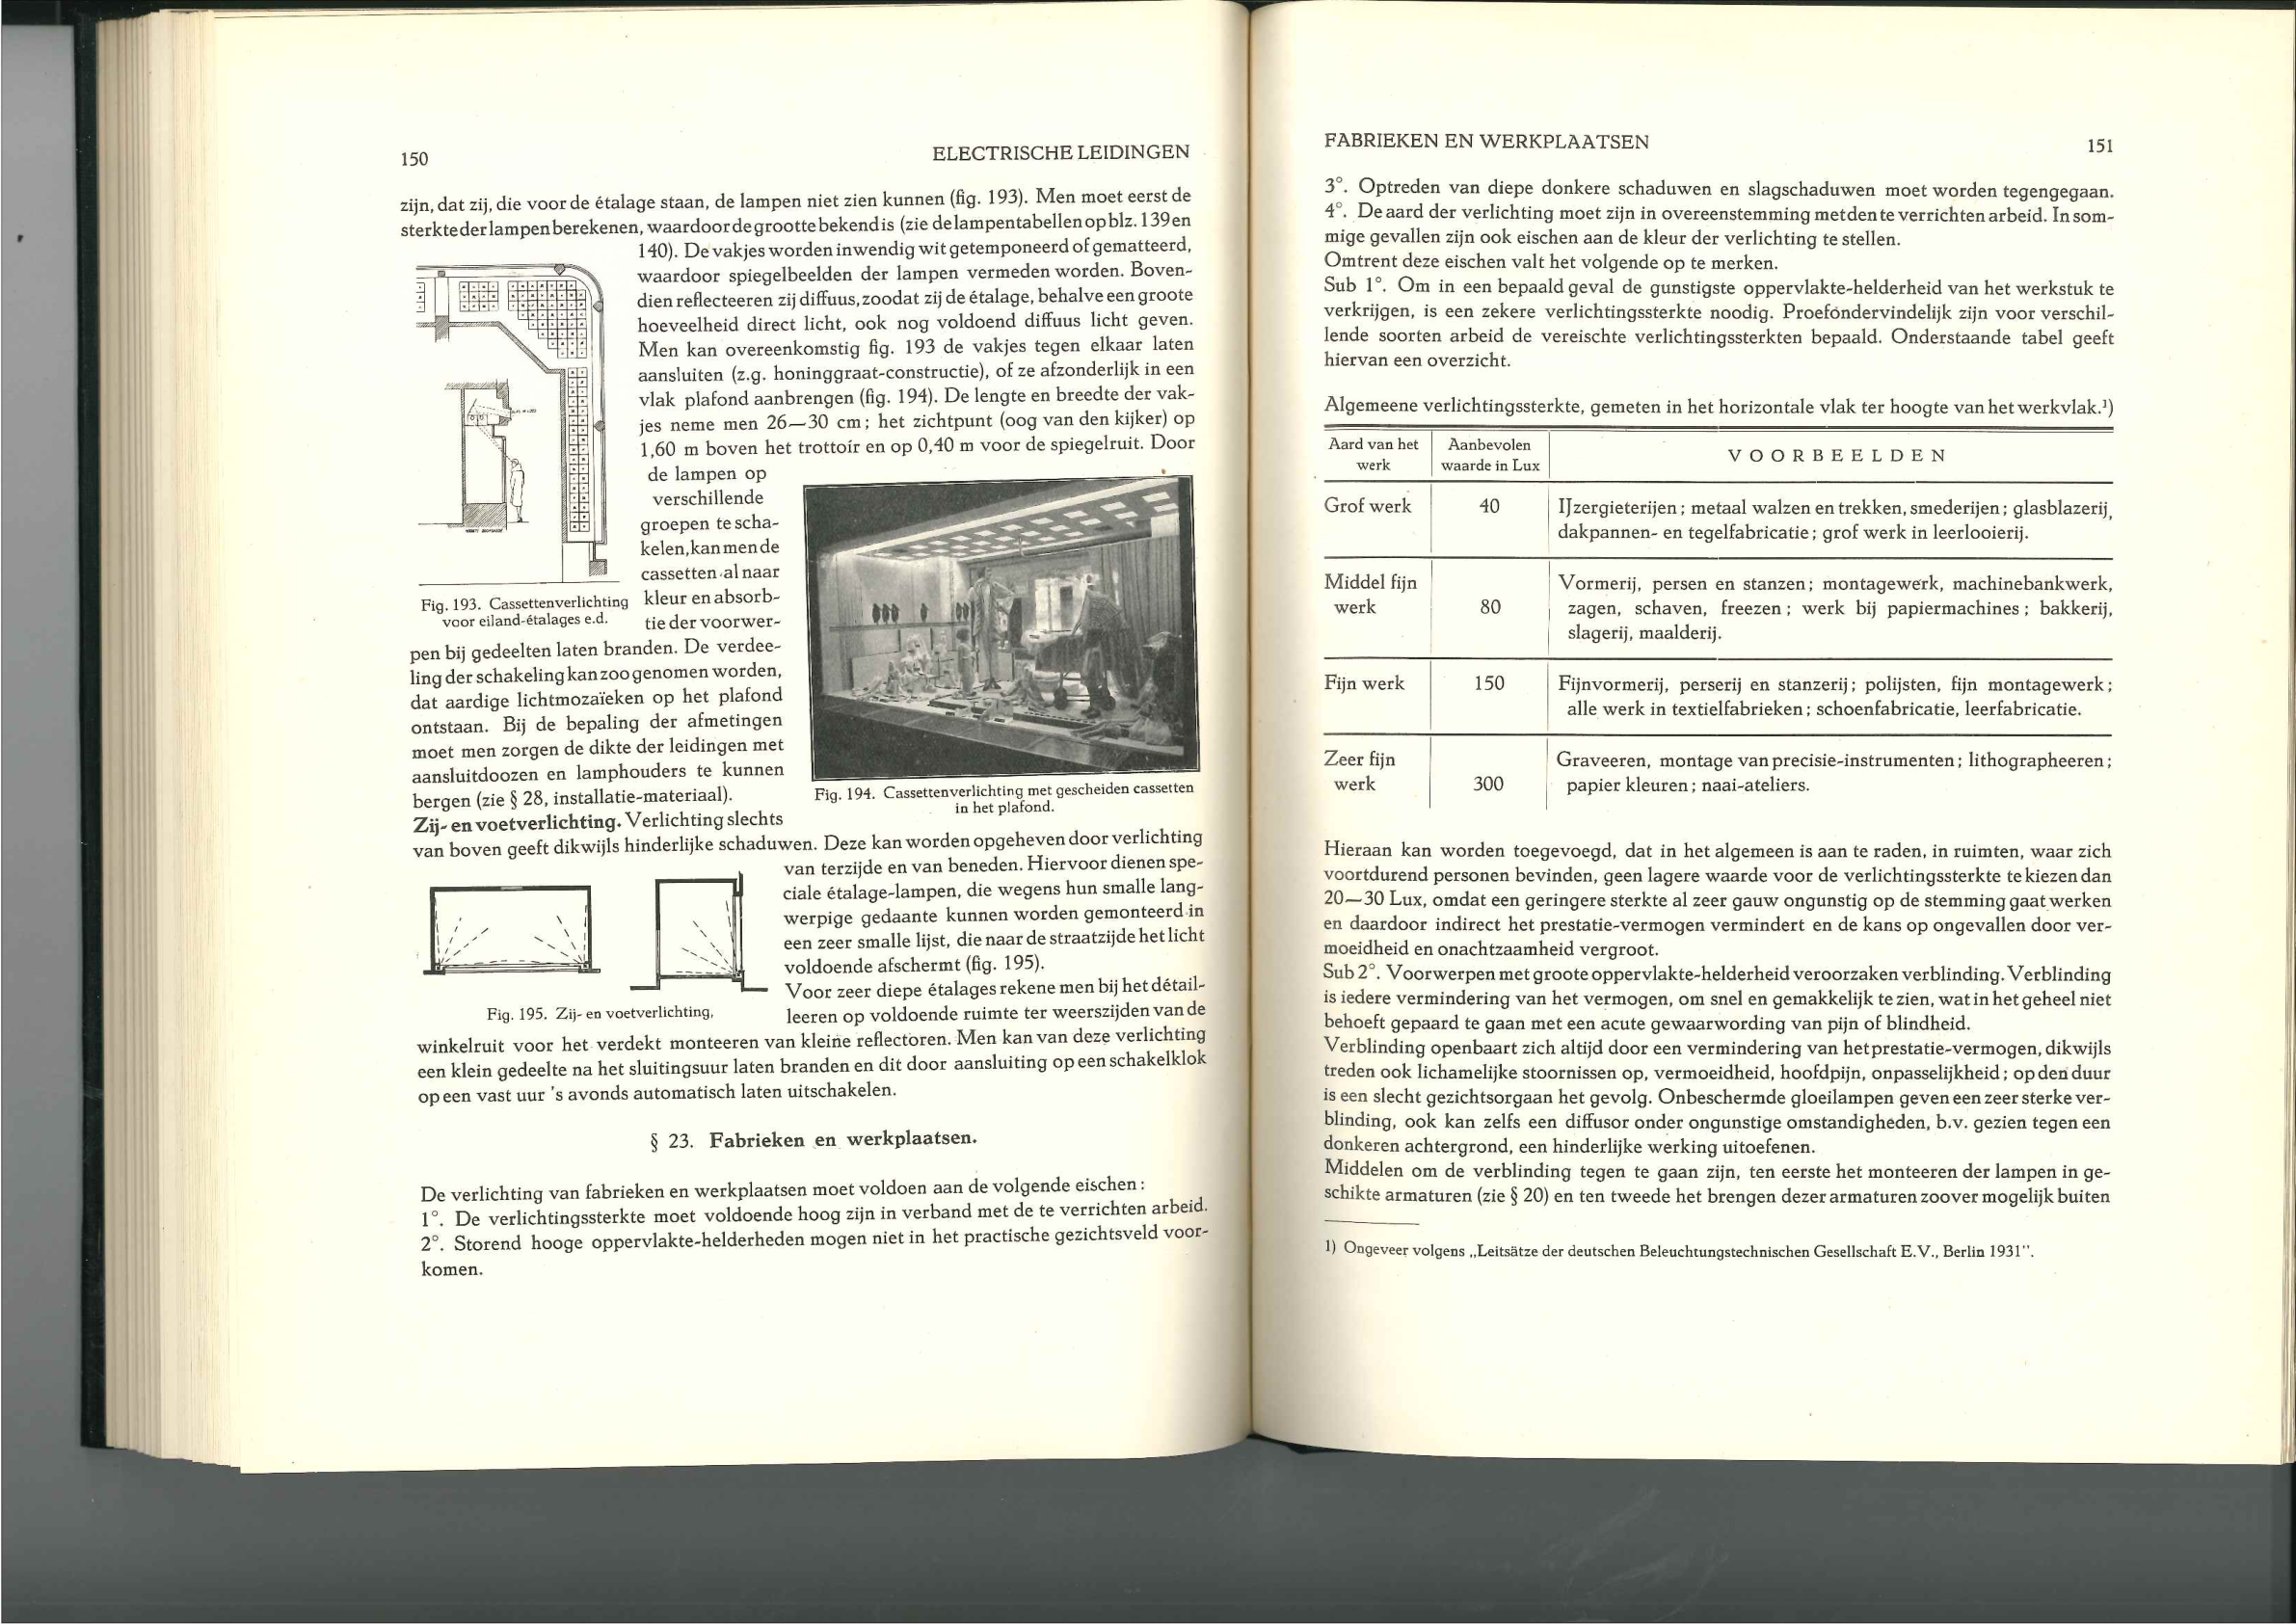 150
ELECTRISCHE LEIDINGEN
zijn, dat zij, die voor de étalage staan, de lampen niet zien kunnen (fig. 193). Men moet eerst de
sterkte der lampen berekenen, waardoor de grootte bekend is (zie de lampentabellen op blz. 139 en
140). De vakjes worden inwendig wit getemponeerd of gematteerd,
waardoor spiegelbeelden der lampen vermeden worden. Boven-
dien reflecteeren zij diffuus, zoodat zij de étalage, behalve een groote
hoeveelheid direct licht, ook nog voldoend diffuus licht geven.
Men kan overeenkomstig fig. 193 de vakjes tegen elkaar laten
aansluiten (z.g. honinggraat-constructie), of ze afzonderlijk in een
vlak plafond aanbrengen (fig. 194). De lengte en breedte der vak-
jes neme men 26—30 cm; het zichtpunt (oog van den kijker) op
1,60 m boven het trottoir en op 0,40 m voor de spiegelruit. Door
de lampen op
verschillende
groepen te scha-
kelen, kan men de
cassetten al naar
kleur en absorb-
tie der voorwer-
Fig. 193. Cassettenverlichting
voor eiland-étalages e.d.
pen bij gedeelten laten branden. De verdee-
ling der schakeling kan zoo genomen worden,
dat aardige lichtmozaïeken op het plafond
ontstaan. Bij de bepaling der afmetingen
moet men zorgen de dikte der leidingen met
aansluitdoozen en lamphouders te kunnen
bergen (zie § 28, installatie-materiaal).
Fig. 194. Cassettenverlichting met gescheiden cassetten
in het plafond.
Zij- en voetverlichting. Verlichting slechts
van boven geeft dikwijls hinderlijke schaduwen. Deze kan worden opgeheven door verlichting
van terzijde en van beneden. Hiervoor dienen spe-
ciale étalage-lampen, die wegens hun smalle lang-
werpige gedaante kunnen worden gemonteerd in
een zeer smalle lijst, die naar de straatzijde het licht
voldoende afschermt (fig. 195).
Voor zeer diepe étalages rekene men bij het détail-
leeren op voldoende ruimte ter weerszijden van de
Fig. 195. Zij- en voetverlichting,
winkelruit voor het verdekt monteeren van kleine reflectoren. Men kan van deze verlichting
een klein gedeelte na het sluitingsuur laten branden en dit door aansluiting op een schakelklok
op een vast uur 's avonds automatisch laten uitschakelen.
§ 23. Fabrieken en werkplaatsen.
De verlichting van fabrieken en werkplaatsen moet voldoen aan de volgende eischen:
1°. De verlichtingssterkte moet voldoende hoog zijn in verband met de te verrichten arbeid.
2°. Storend hooge oppervlakte-helderheden mogen niet in het practische gezichtsveld voor-
komen.
FABRIEKEN EN WERKPLAATSEN
151
3°. Optreden van diepe donkere schaduwen en slagschaduwen moet worden tegengegaan.
4°. De aard der verlichting moet zijn in overeenstemming met den te verrichten arbeid. In som-
mige gevallen zijn ook eischen aan de kleur der verlichting te stellen.
Omtrent deze eischen valt het volgende op te merken.
Sub 1°. Om in een bepaald geval de gunstigste oppervlakte-helderheid van het werkstuk te
verkrijgen, is een zekere verlichtingssterkte noodig. Proefondervindelijk zijn voor verschil-
lende soorten arbeid de vereischte verlichtingssterkten bepaald. Onderstaande tabel geeft
hiervan een overzicht.
Algemeene verlichtingssterkte, gemeten in het horizontale vlak ter hoogte van het werkvlak.¹)
Aard van het werk
Aanbevolen waarde in Lux
VOORBEELDEN
Grof werk
40
IJzergieterijen; metaal walzen en trekken, smederijen; glasblazerij,
dakpannen- en tegelfabricatie; grof werk in leerlooierij.
Middel fijn werk
80
Vormerij, persen en stanzen; montagewerk, machinebankwerk,
zagen, schaven, freezen; werk bij papiermachines; bakkerij,
slagerij, maalderij.
Fijn werk
150
Fijnvormerij, perserij en stanzerij; polijsten, fijn montagewerk;
alle werk in textielfabrieken; schoenfabricatie, leerfabricatie.
Zeer fijn werk
300
Graveeren, montage van precisie-instrumenten; lithographeeren;
papier kleuren; naai-ateliers.
Hieraan kan worden toegevoegd, dat in het algemeen is aan te raden, in ruimten, waar zich
voortdurend personen bevinden, geen lagere waarde voor de verlichtingssterkte te kiezen dan
20—30 Lux, omdat een geringere sterkte al zeer gauw ongunstig op de stemming gaat werken
en daardoor indirect het prestatie-vermogen vermindert en de kans op ongevallen door ver-
moeidheid en onachtzaamheid vergroot.
Sub 2°. Voorwerpen met groote oppervlakte-helderheid veroorzaken verblinding. Verblinding
is iedere vermindering van het vermogen, om snel en gemakkelijk te zien, wat in het geheel niet
behoeft gepaard te gaan met een acute gewaarwording van pijn of blindheid.
Verblinding openbaart zich altijd door een vermindering van het prestatie-vermogen, dikwijls
treden ook lichamelijke stoornissen op, vermoeidheid, hoofdpijn, onpasselijkheid; op den duur
is een slecht gezichtsorgaan het gevolg. Onbeschermde gloeilampen geven een zeer sterke ver-
blinding, ook kan zelfs een diffusor onder ongunstige omstandigheden, b.v. gezien tegen een
donkeren achtergrond, een hinderlijke werking uitoefenen.
Middelen om de verblinding tegen te gaan zijn, ten eerste het monteeren der lampen in ge-
schikte armaturen (zie § 20) en ten tweede het brengen dezer armaturen zoover mogelijk buiten
1) Ongeveer volgens „Leitsätze der deutschen Beleuchtungstechnischen Gesellschaft E.V., Berlin 1931".